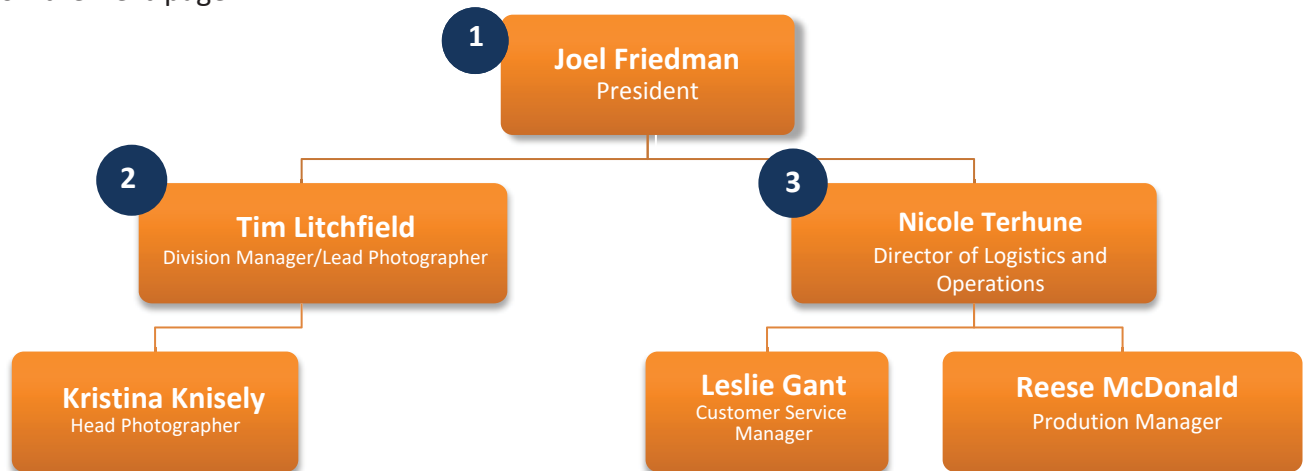 1
Joel Friedman
President
2
3
Tim Litchfield
Division Manager/Lead Photographer
Nicole Terhune
Director of Logistics and
Operations
Kristina Knisely
Head Photographer
Leslie Gant
Customer Service
Manager
Reese McDonald
Prodution Manager